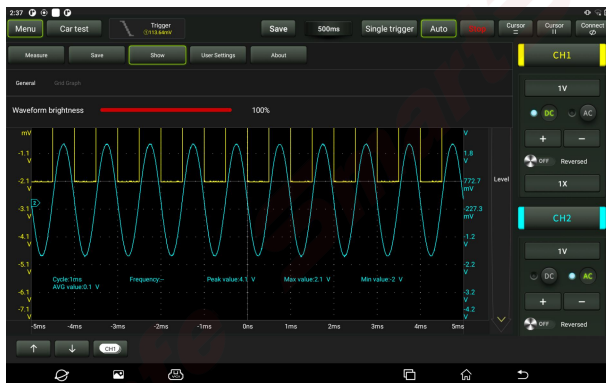 2:37
Menu Car test Trigger Save 500ms Single trigger Auto Stop Cursor Cursor Connect
①113.64mV
Measure Save Show User Settings About
CH1
General Grid Graph
1V
Waveform brightness 100%
DC AC
mV V
-1.1 1.8
V V
+ −
OFF Reversed
-2.1 772.7 Level
V mV
1X
-3.1 2 -227.3
V mV
CH2
-4.1 -1.2
V V
1V
-5.1 -2.2
V V
DC AC
Cycle:1ms Frequency:-- Peak value:4.1 V Max value:2.1 V Min value:-2 V
AVG value:0.1 V
-6.1 -3.2
V V
+ −
-7.1 -4.2
V V
OFF Reversed
-5ms -4ms -3ms -2ms -1ms 0ns 1ms 2ms 3ms 4ms 5ms
CH1